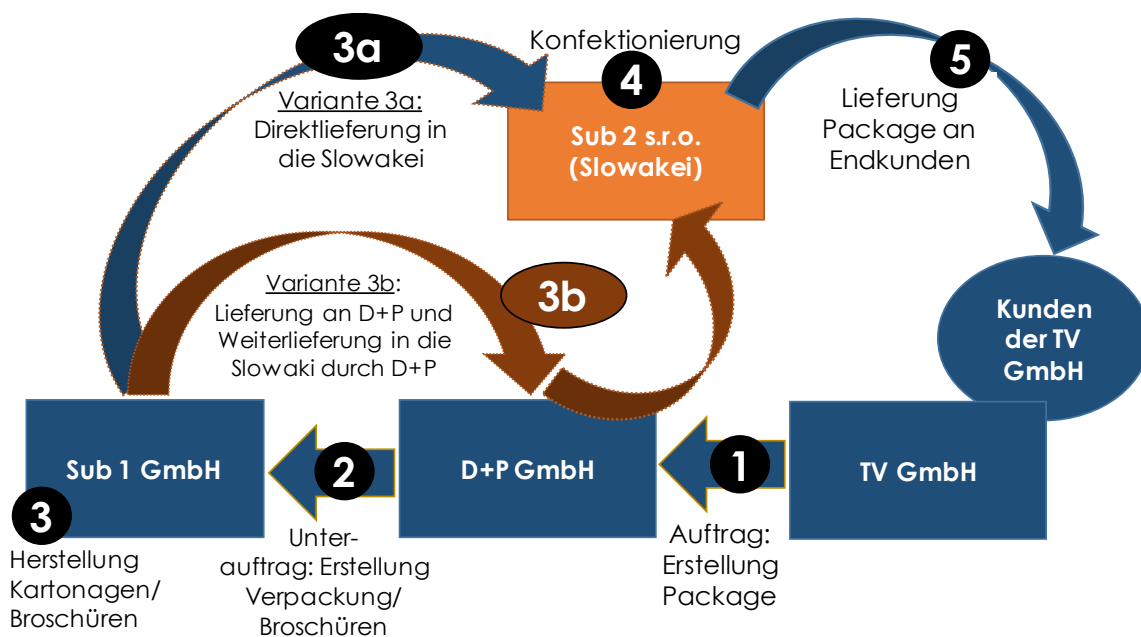 3a
Variante 3a:
Direktlieferung in
die Slowakei
Konfektionierung
4
Sub 2 s.r.o.
(Slowakei)
5
Lieferung
Package an
Endkunden
Variante 3b:
Lieferung an D+P und
Weiterlieferung in die
Slowaki durch D+P
3b
Kunden
der TV
GmbH
Sub 1 GmbH
3
Herstellung
Kartonagen/
Broschüren
2
Unter-
auftrag: Erstellung
Verpackung/
Broschüren
D+P GmbH
1
Auftrag:
Erstellung
Package
TV GmbH